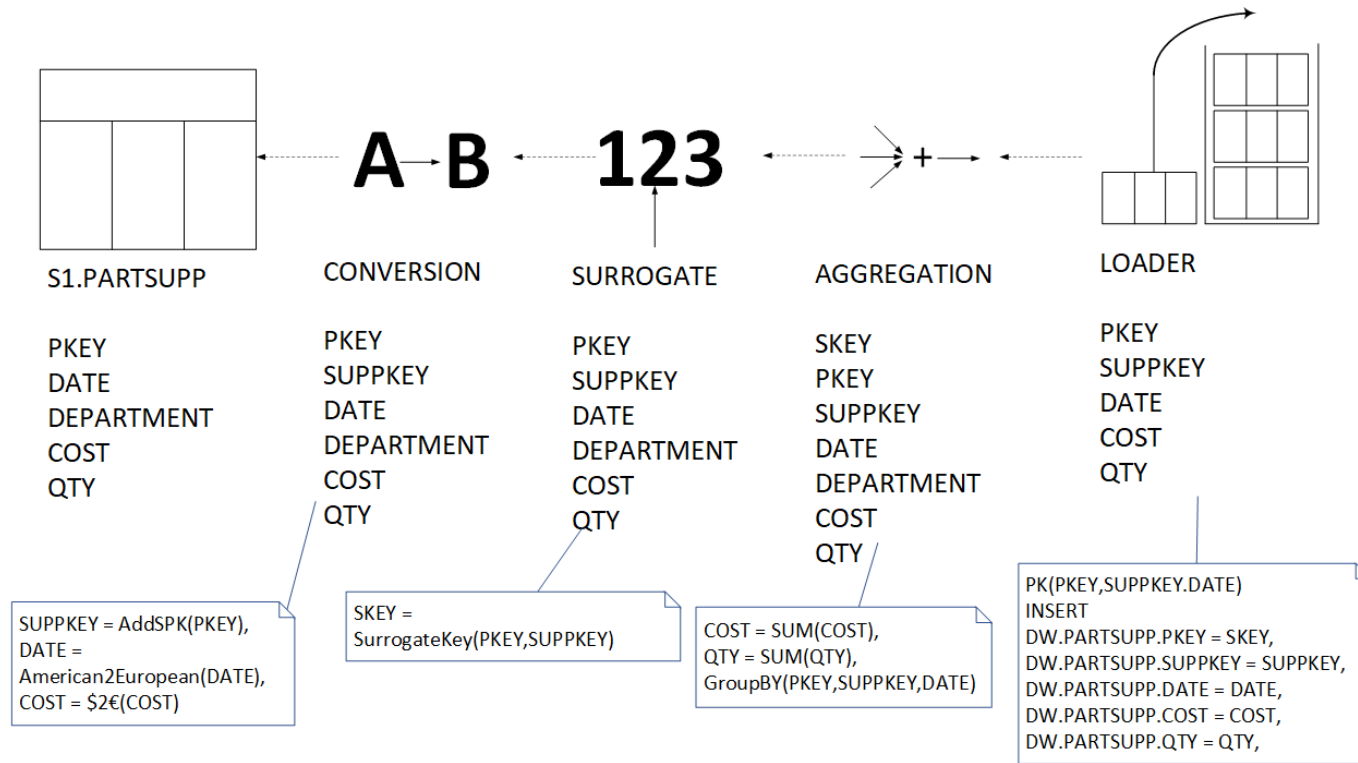 A
B
123
+
S1.PARTSUPP
PKEY
DATE
DEPARTMENT
COST
QTY
CONVERSION
PKEY
SUPPKEY
DATE
DEPARTMENT
COST
QTY
SURROGATE
PKEY
SUPPKEY
DATE
DEPARTMENT
COST
QTY
AGGREGATION
SKEY
PKEY
SUPPKEY
DATE
DEPARTMENT
COST
QTY
LOADER
PKEY
SUPPKEY
DATE
COST
QTY
SUPPKEY = AddSPK(PKEY),
DATE =
American2European(DATE),
COST = $2€(COST)
SKEY =
SurrogateKey(PKEY,SUPPKEY)
COST = SUM(COST),
QTY = SUM(QTY),
GroupBY(PKEY,SUPPKEY,DATE)
PK(PKEY,SUPPKEY.DATE)
INSERT
DW.PARTSUPP.PKEY = SKEY,
DW.PARTSUPP.SUPPKEY = SUPPKEY,
DW.PARTSUPP.DATE = DATE,
DW.PARTSUPP.COST = COST,
DW.PARTSUPP.QTY = QTY,